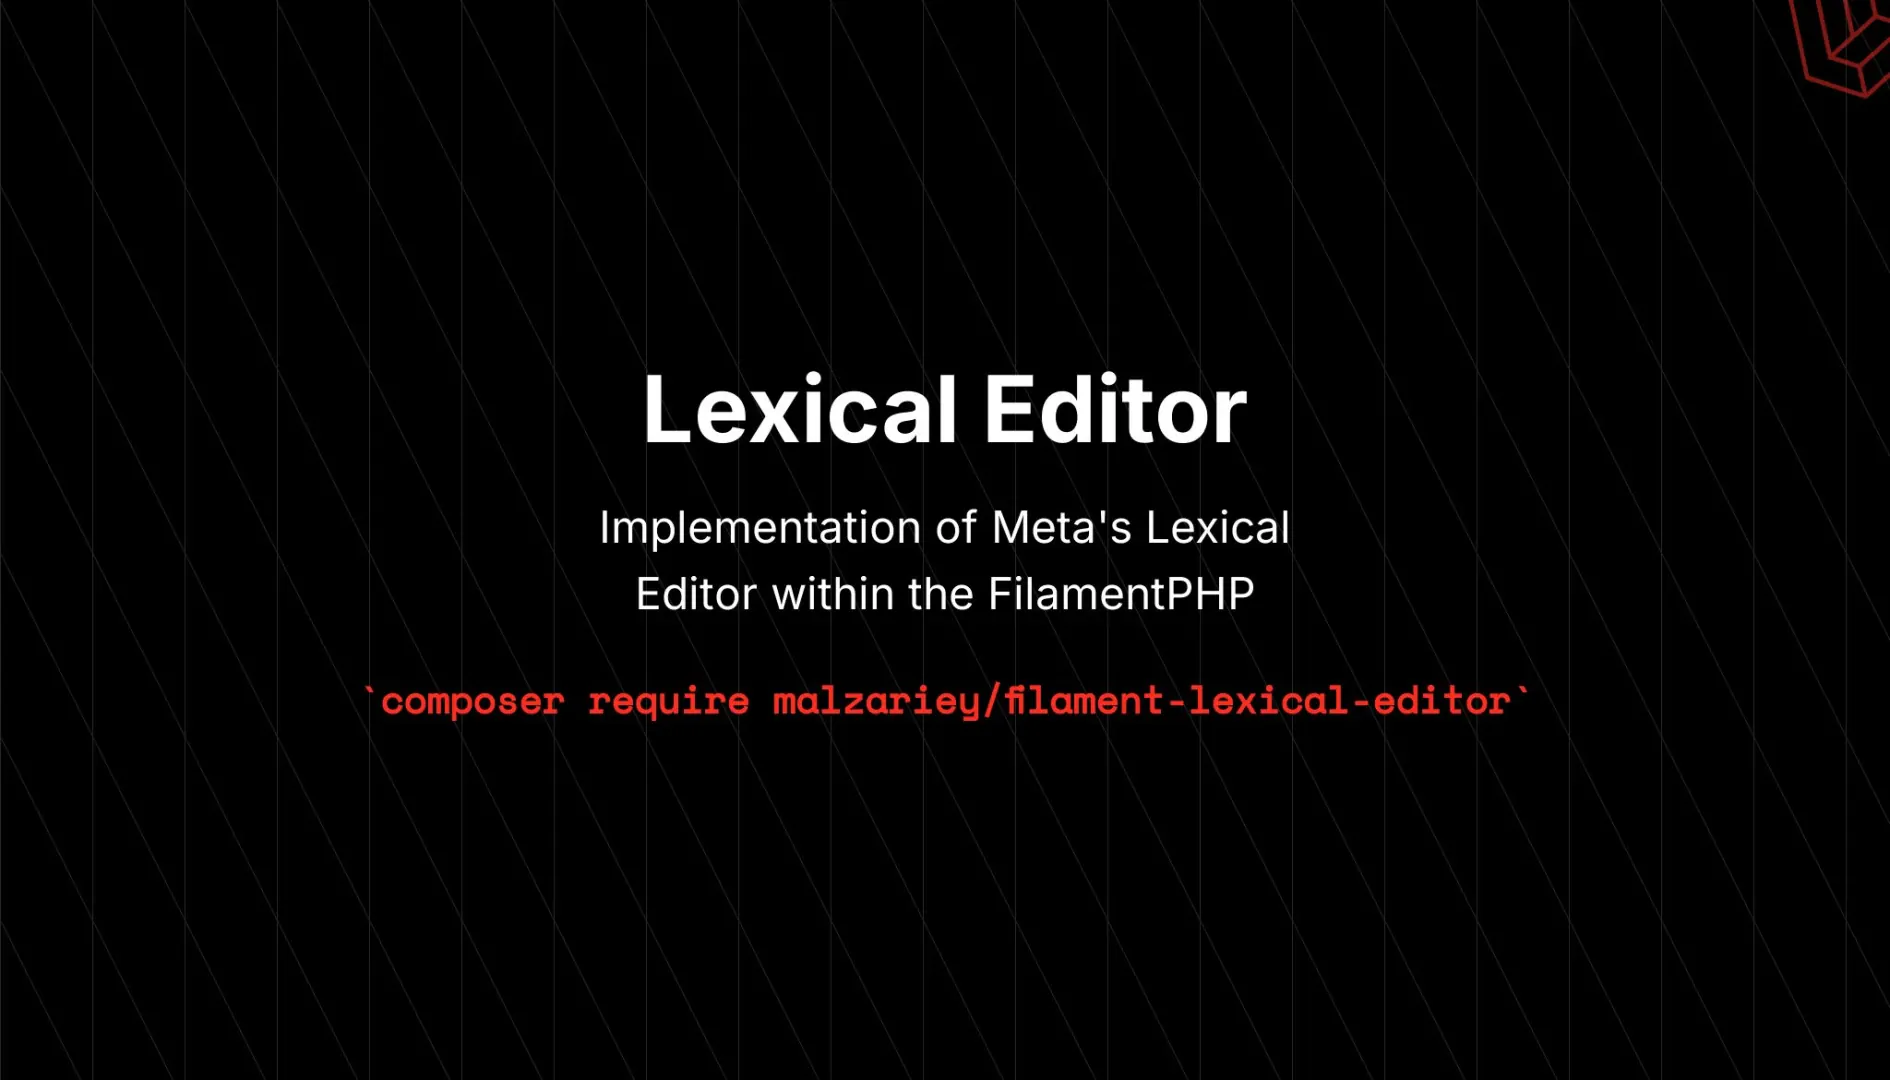 Lexical Editor
Implementation of Meta's Lexical
Editor within the FilamentPHP
`composer require malzariey/filament-lexical-editor`